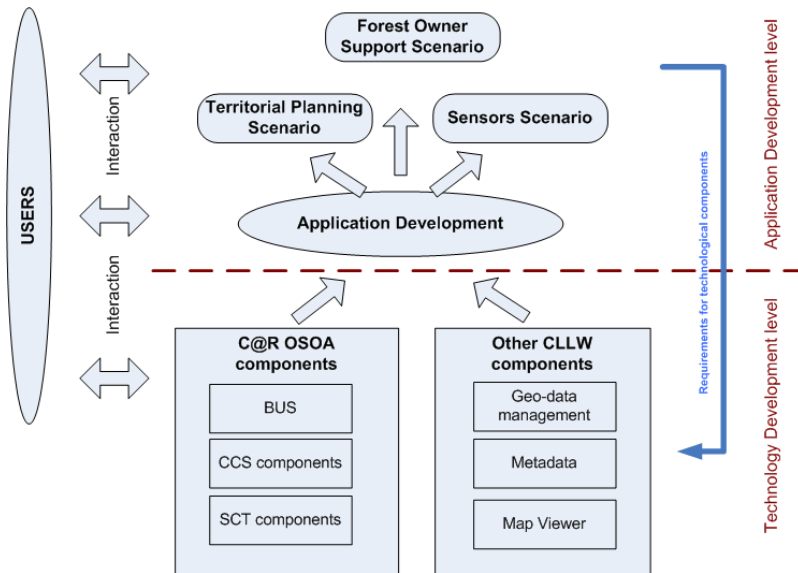 Forest Owner
Support Scenario
Territorial Planning
Scenario
Sensors Scenario
Application Development
USERS
Interaction
Interaction
C@R OSOA
components
BUS
CCS components
SCT components
Other CLLW
components
Geo-data
management
Metadata
Map Viewer
Requirements for technological components
Application Development level
Technology Development level